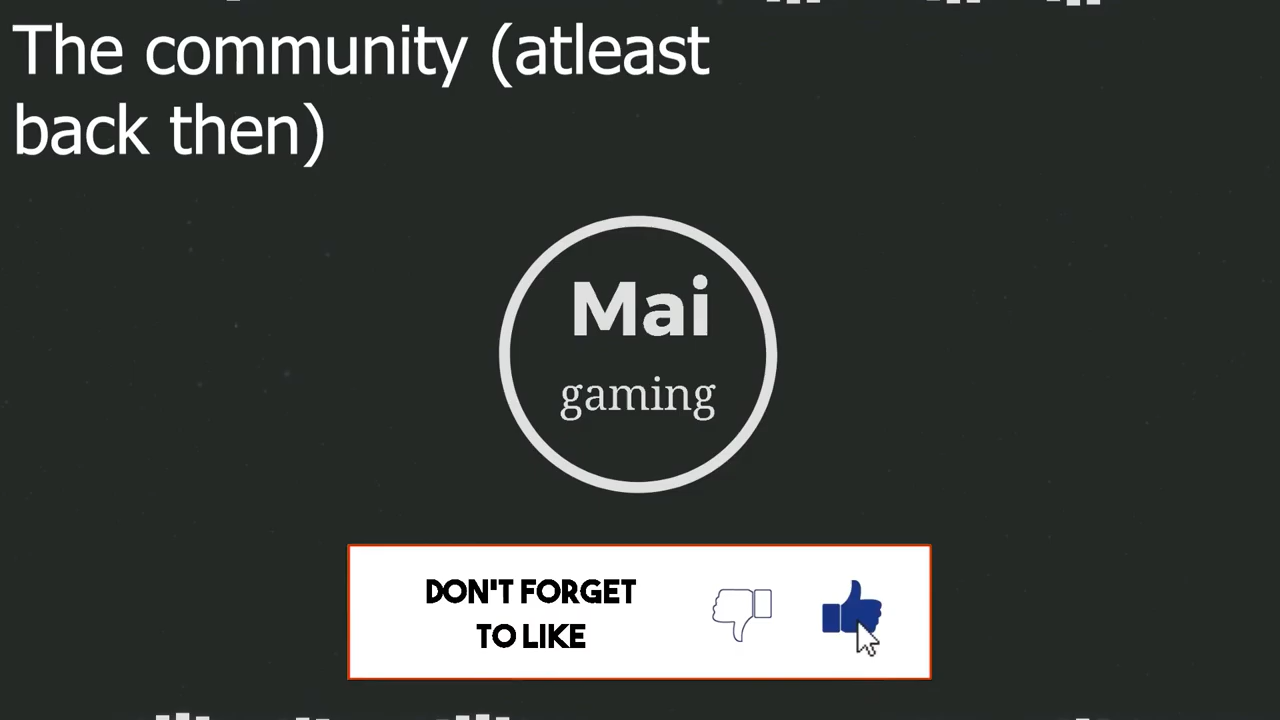 The community (atleast
back then)
Mai
gaming
DON'T FORGET
TO LIKE